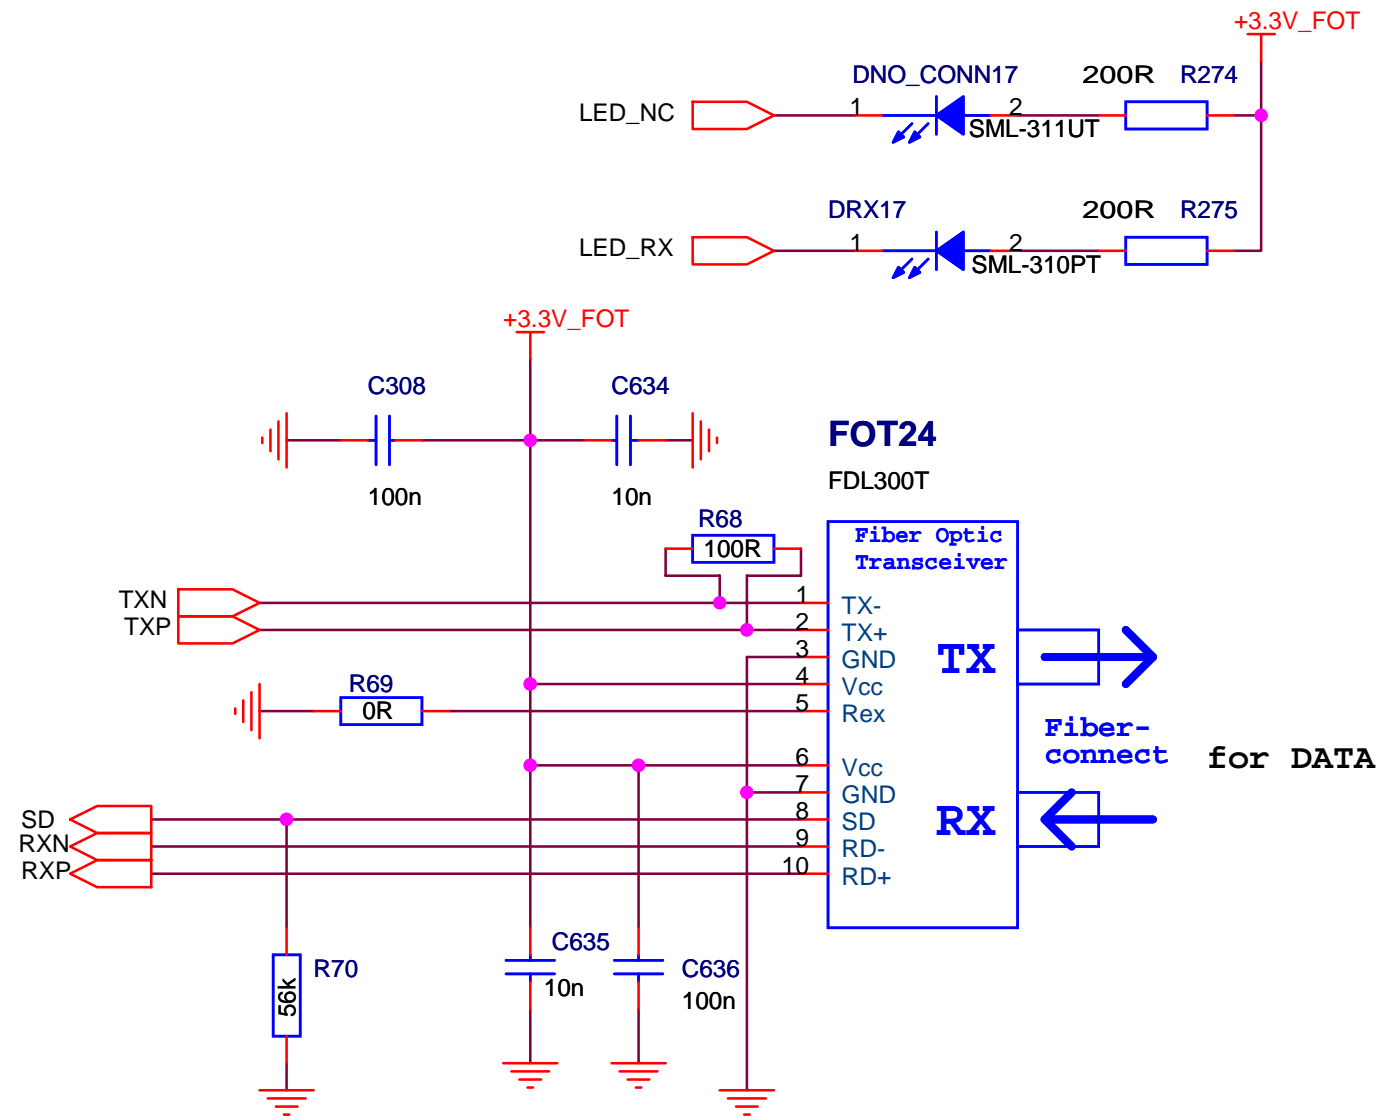 +3.3V_FOT
DNO_CONN17
200R
R274
LED_NC
1
2
SML-311UT
DRX17
200R
R275
LED_RX
1
2
SML-310PT
+3.3V_FOT
C308
C634
100n
10n
FOT24
FDL300T
R68
100R
Fiber Optic
Transceiver
TXN
1
TX-
TXP
2
TX+
3
GND
TX
4
Vcc
R69
0R
5
Rex
Fiber-
connect
for DATA
6
Vcc
7
GND
SD
8
SD
RX
RXN
9
RD-
RXP
10
RD+
C635
10n
R70
56k
C636
100n